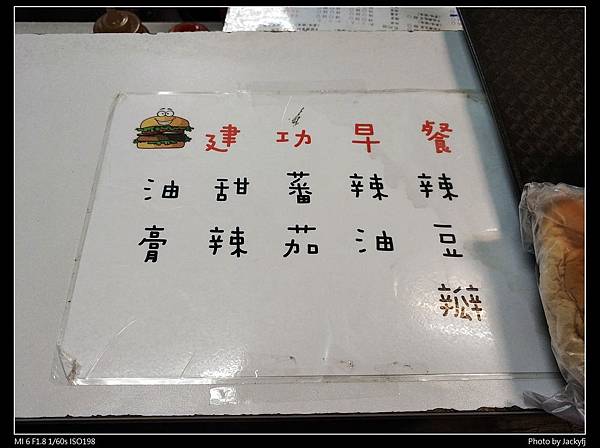 建功早餐
油膏
甜辣
蕃茄
辣油
辣豆瓣
MI 6 F1.8 1/60s ISO198
Photo by Jackyfj